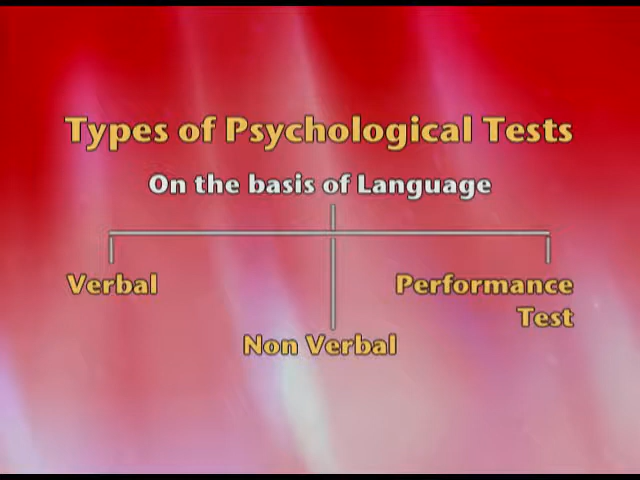 Types of Psychological Tests
On the basis of Language
Verbal
Non Verbal
Performance
Test